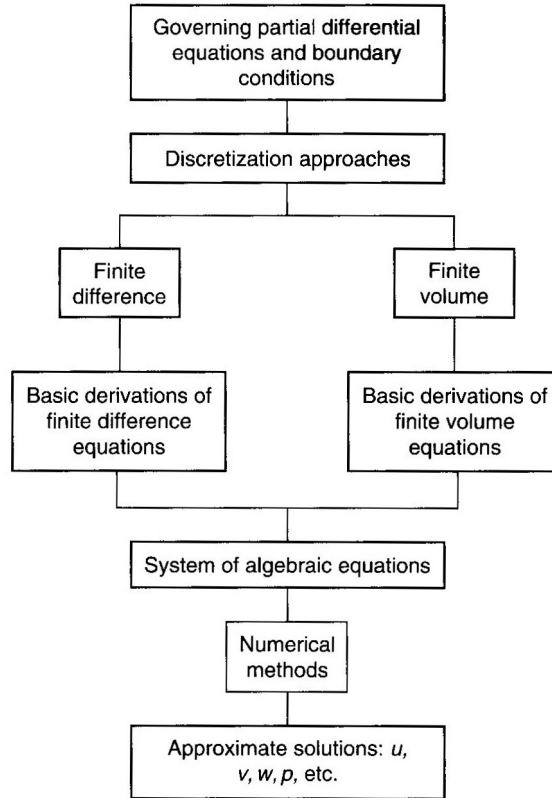 Governing partial differential
equations and boundary
conditions
Discretization approaches
Finite
difference
Finite
volume
Basic derivations of
finite difference
equations
Basic derivations of
finite volume
equations
System of algebraic equations
Numerical
methods
Approximate solutions: u,
v, w, p, etc.